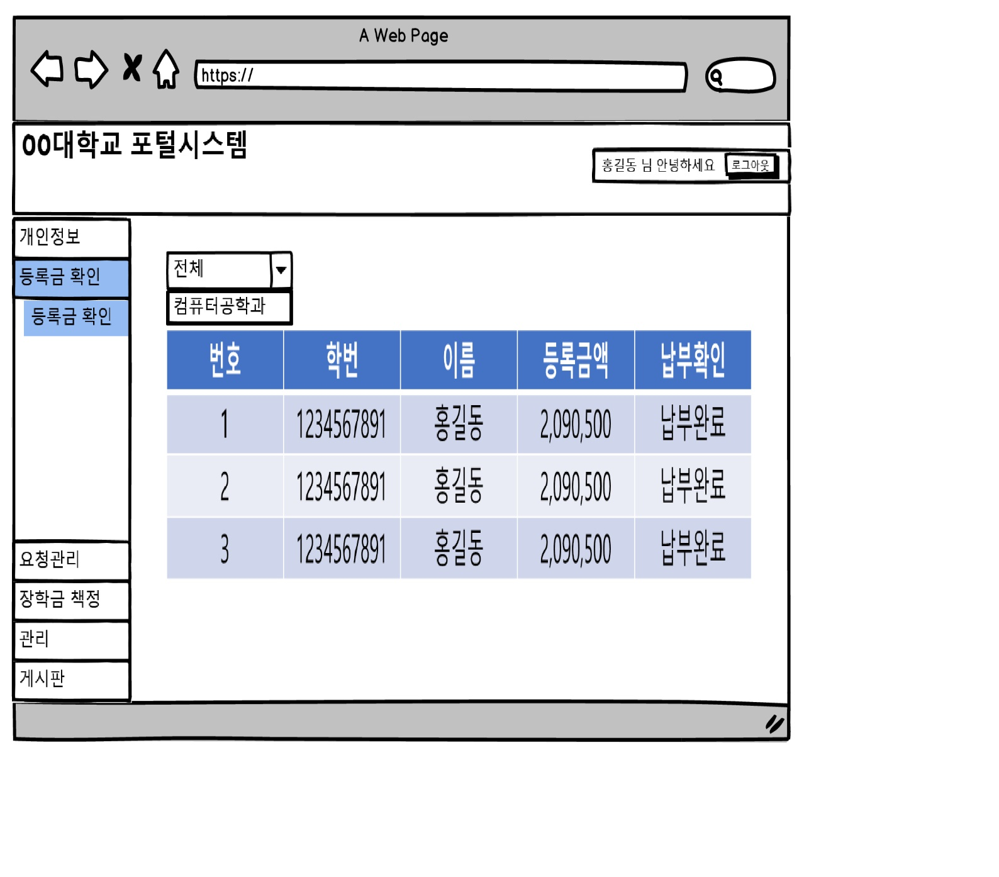 A Web Page
https://
00대학교 포털시스템
홍길동 님 안녕하세요 로그아웃
개인정보
등록금 확인
등록금 확인
요청관리
장학금 책정
관리
게시판
전체
컴퓨터공학과
번호 학번 이름 등록금액 납부확인
1 1234567891 홍길동 2,090,500 납부완료
2 1234567891 홍길동 2,090,500 납부완료
3 1234567891 홍길동 2,090,500 납부완료